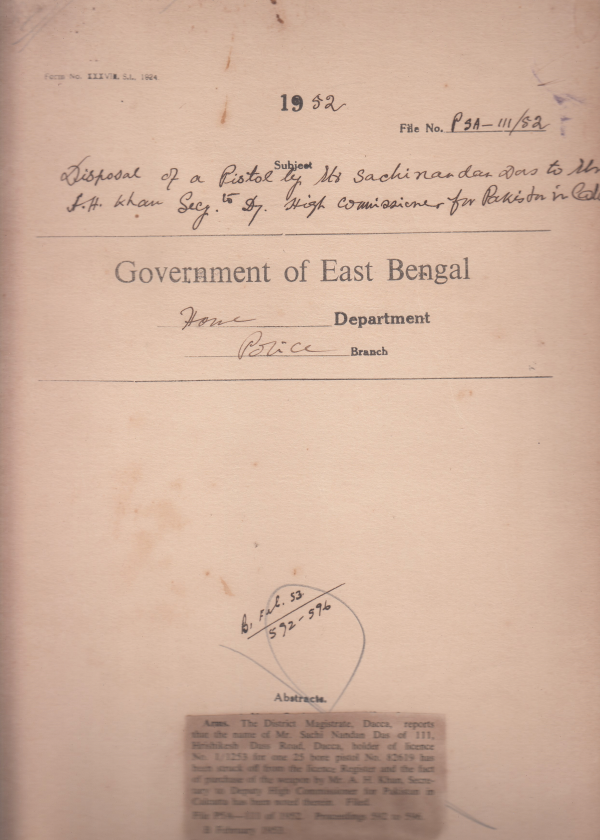 Form No. XXXVII, S.L. 1924
1952
File No. PSA-III/52
Subject
Disposal of a Pistol by Mr Sachinandan Das to Mr
A.H. Khan Secy. to Dy. High Commissioner for Pakistan in Cal
Government of East Bengal
Home Department
Police Branch
B, Feb. 53
592-596
Abstracts.
Arms. The District Magistrate, Dacca, reports
that the name of Mr. Sachi Nandan Das of 111,
Hrishikesh Dass Road, Dacca, holder of licence
No. 1/1253 for one 25 bore pistol No. 82619 has
been struck off from the licence Register and the fact
of purchase of the weapon by Mr. A. H. Khan, Secre-
tary to Deputy High Commissioner for Pakistan in
Calcutta has been noted therein. Filed.
File PSA—III of 1952. Proceedings 592 to 596
B February 1953.